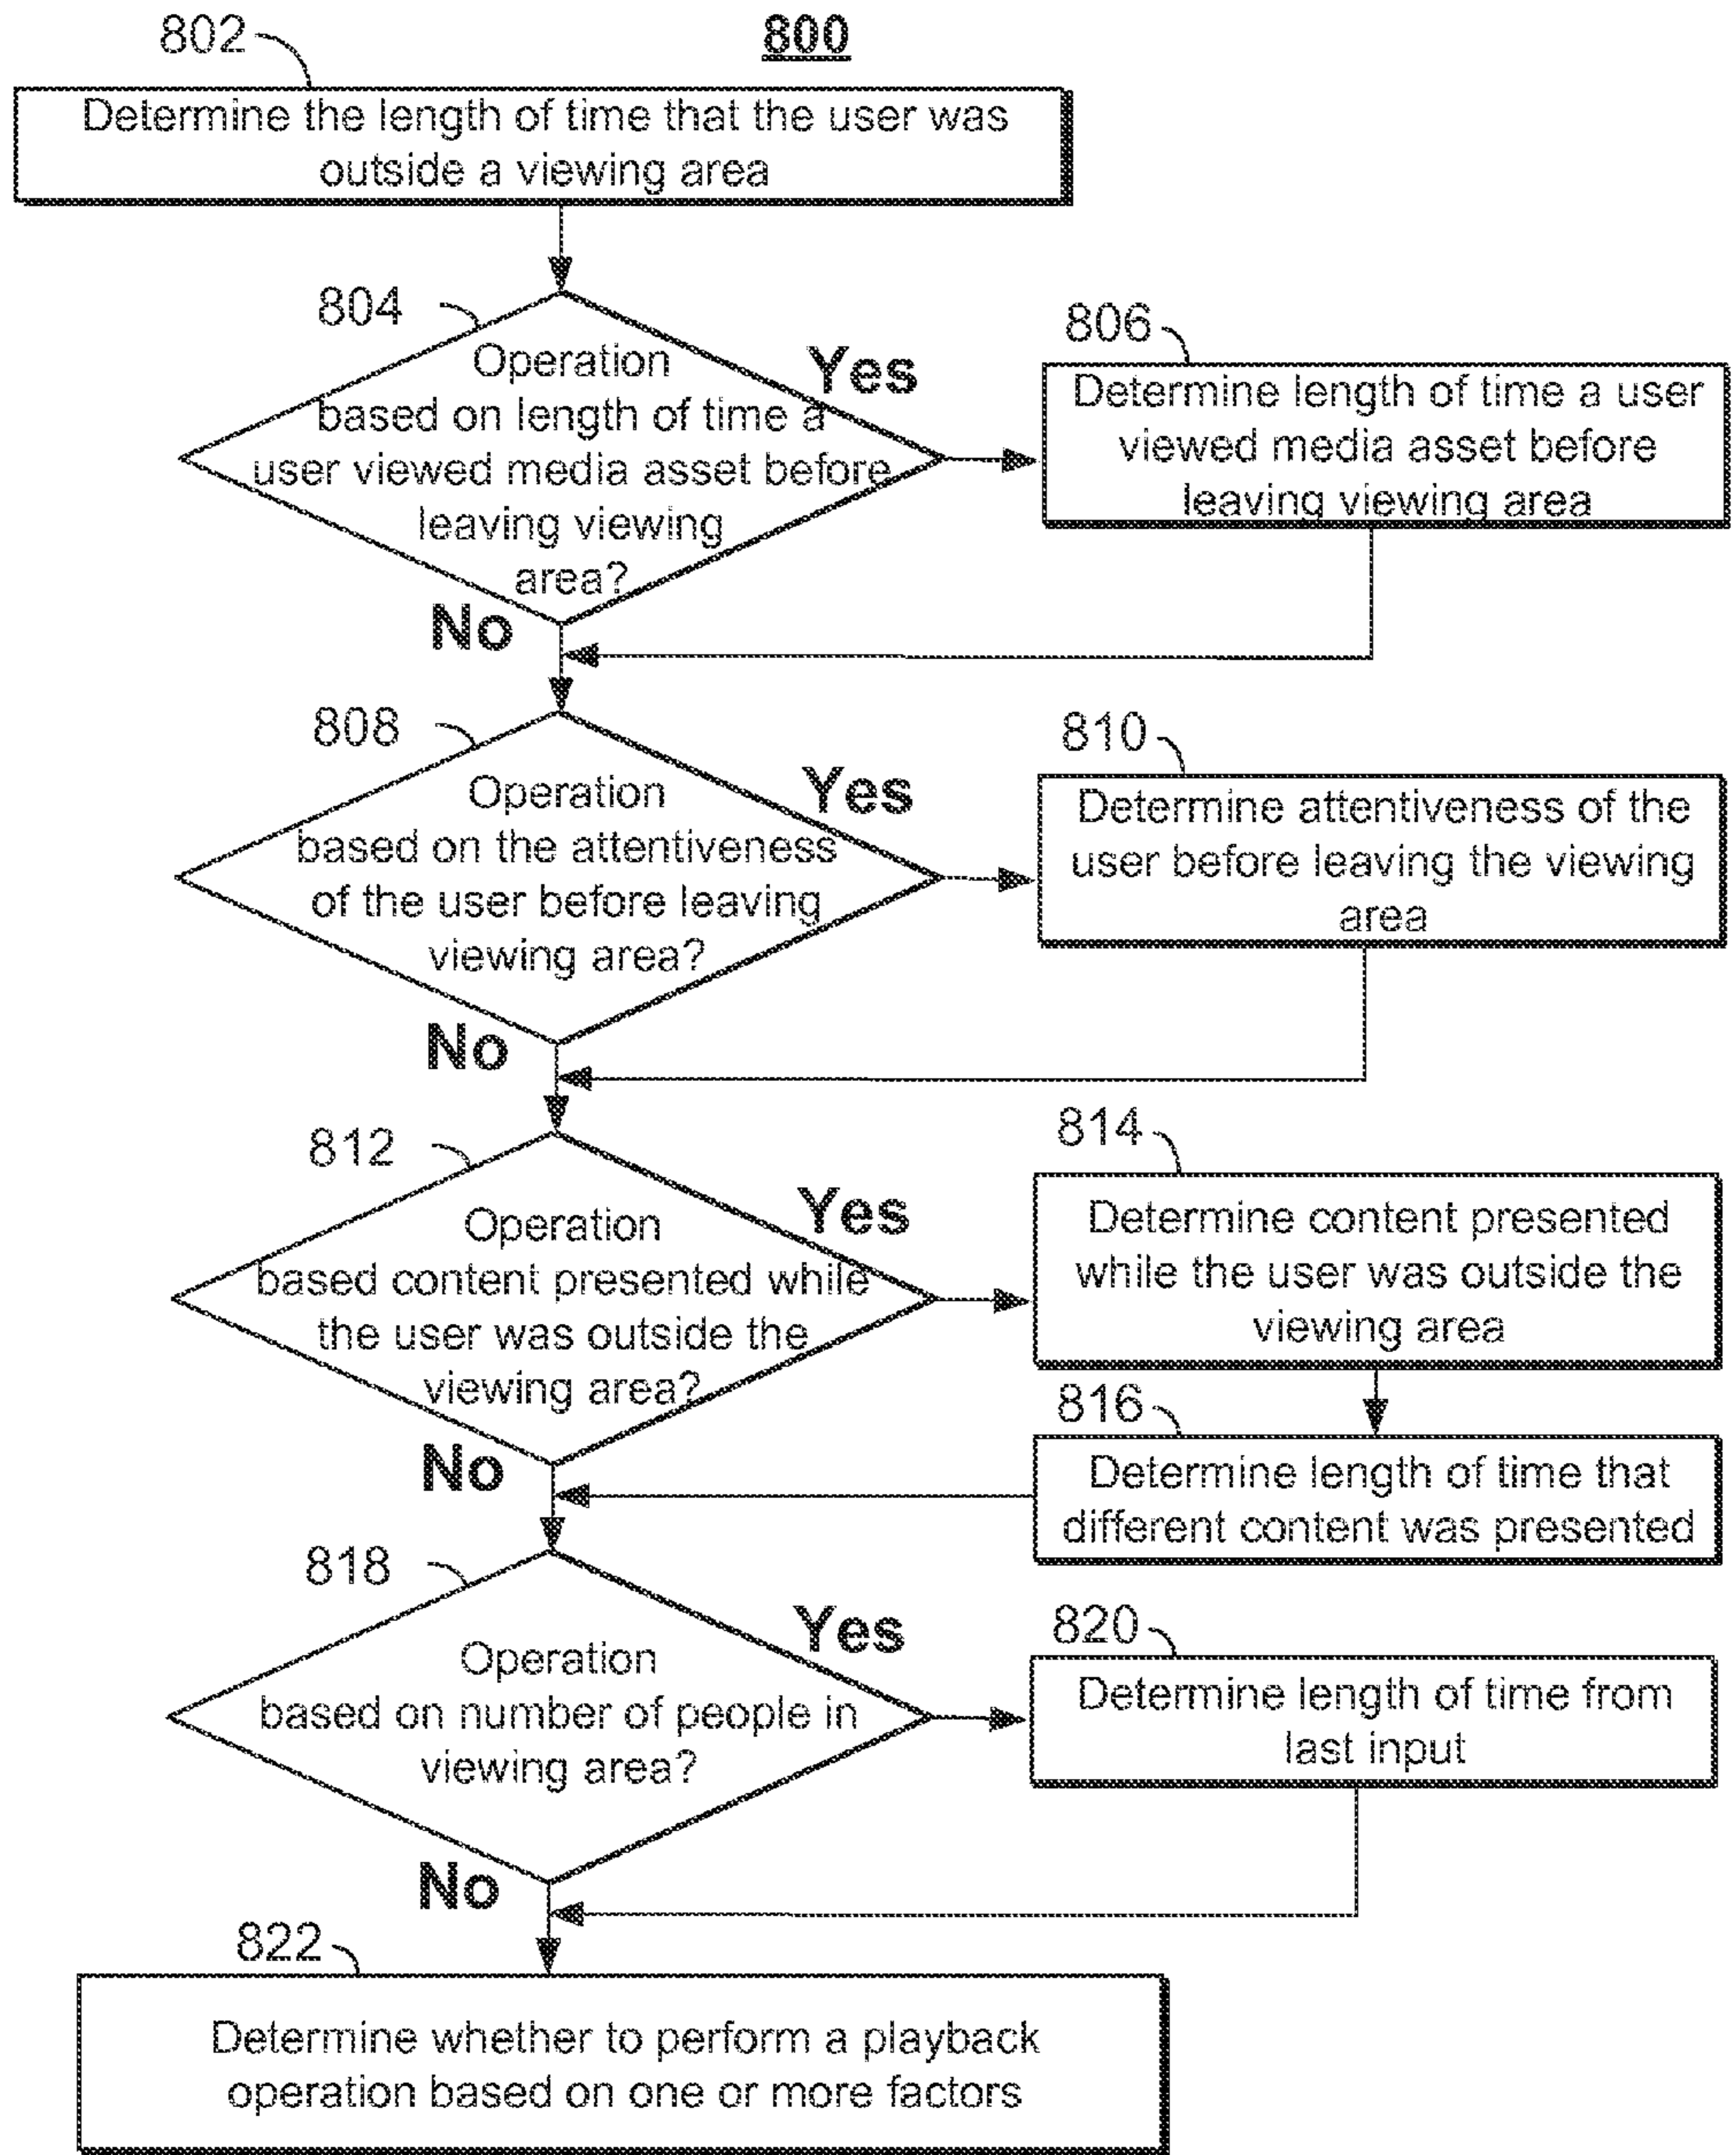 800
802
Determine the length of time that the user was
outside a viewing area
804
Operation
based on length of time a
user viewed media asset before
leaving viewing
area?
Yes
No
806
Determine length of time a user
viewed media asset before
leaving viewing area
808
Operation
based on the attentiveness
of the user before leaving
viewing area?
Yes
No
810
Determine attentiveness of the
user before leaving the viewing
area
812
Operation
based content presented while
the user was outside the
viewing area?
Yes
No
814
Determine content presented
while the user was outside the
viewing area
816
Determine length of time that
different content was presented
818
Operation
based on number of people in
viewing area?
Yes
No
820
Determine length of time from
last input
822
Determine whether to perform a playback
operation based on one or more factors